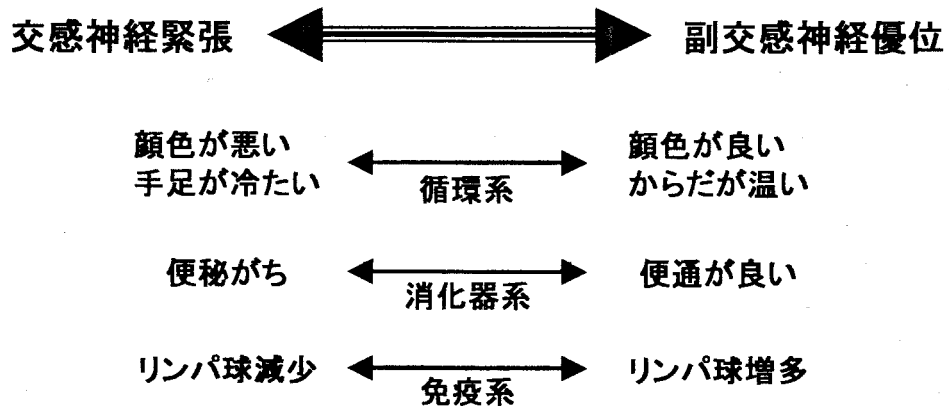 交感神経緊張 副交感神経優位
顔色が悪い 顔色が良い
手足が冷たい 循環系 からだが温い
便秘がち 消化器系 便通が良い
リンパ球減少 免疫系 リンパ球増多